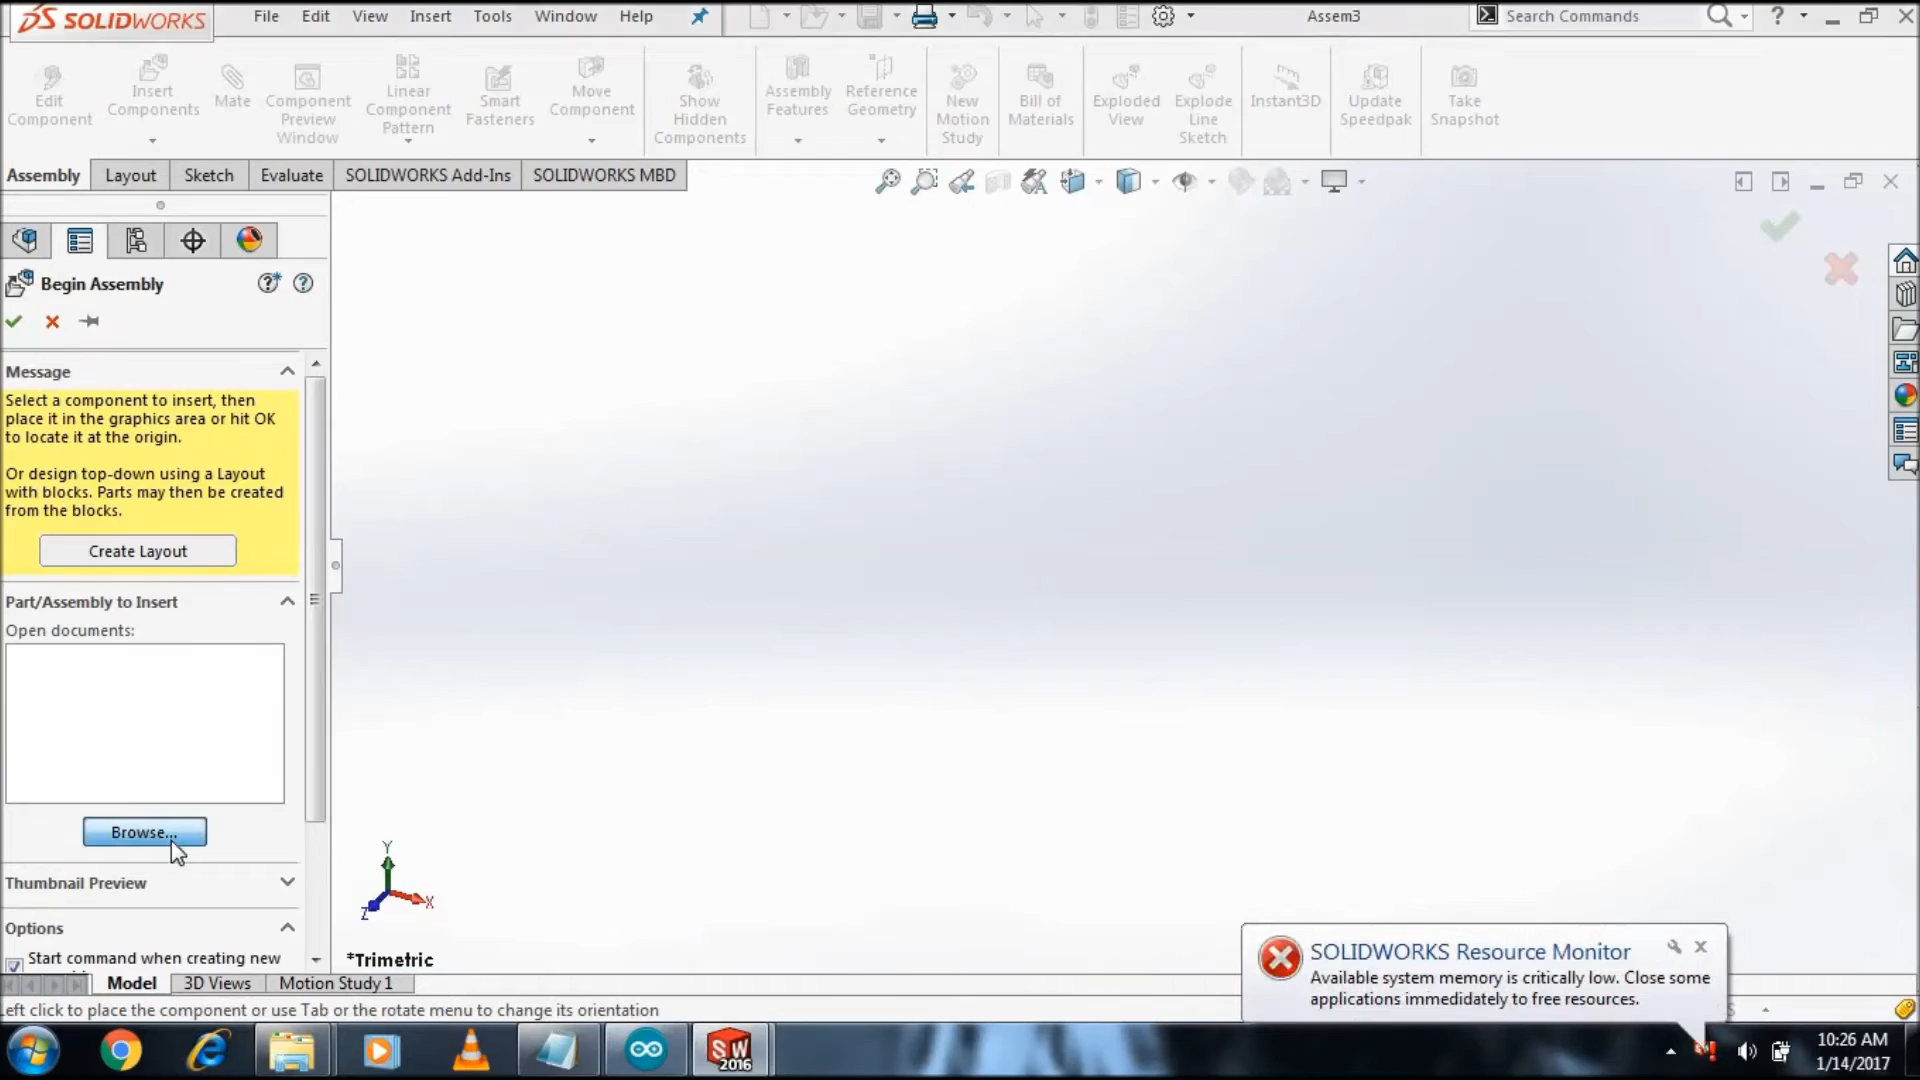 SOLIDWORKS
File Edit View Insert Tools Window Help
Assem3
Search Commands
?
Edit
Component
Insert
Components
Mate
Component
Preview
Window
Linear
Component
Pattern
Smart
Fasteners
Move
Component
Show
Hidden
Components
Assembly
Features
Reference
Geometry
New
Motion
Study
Bill of
Materials
Exploded
View
Explode
Line
Sketch
Instant3D
Update
Speedpak
Take
Snapshot
Assembly Layout Sketch Evaluate SOLIDWORKS Add-Ins SOLIDWORKS MBD
Begin Assembly
Message
Select a component to insert, then
place it in the graphics area or hit OK
to locate it at the origin.
Or design top-down using a Layout
with blocks. Parts may then be created
from the blocks.
Create Layout
Part/Assembly to Insert
Open documents:
Browse...
Thumbnail Preview
Options
Start command when creating new
Y
X
Z
*Trimetric
Model 3D Views Motion Study 1
Left click to place the component or use Tab or the rotate menu to change its orientation
SOLIDWORKS Resource Monitor
Available system memory is critically low. Close some
applications immedidately to free resources.
SW
2016
10:26 AM
1/14/2017